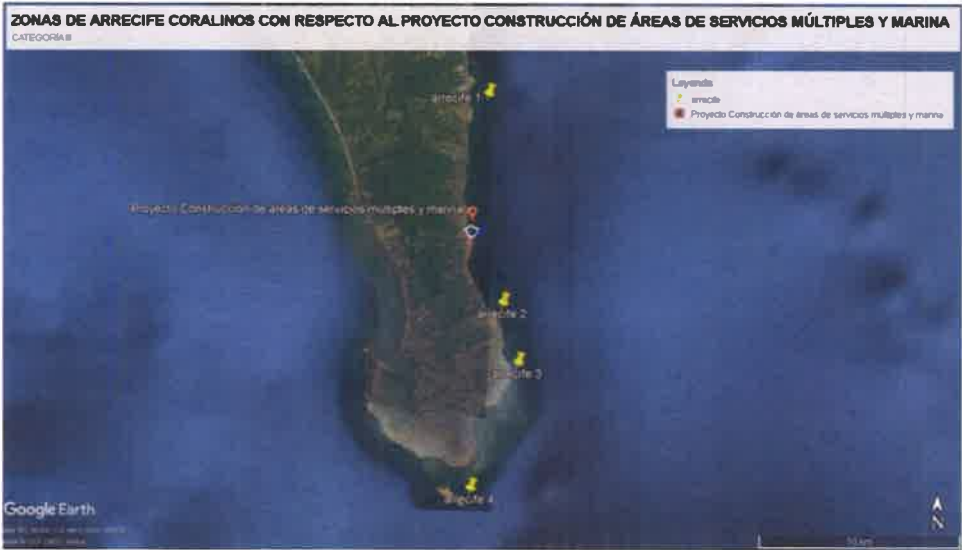 ZONAS DE ARRECIFE CORALINOS CON RESPECTO AL PROYECTO CONSTRUCCIÓN DE ÁREAS DE SERVICIOS MÚLTIPLES Y MARINA
CATEGORÍA III
Leyenda
arrecife
Proyecto Construcción de áreas de servicios múltiples y marina
arrecife 1
Proyecto Construcción de áreas de servicios múltiples y marina
arrecife 2
arrecife 3
arrecife 4
Google Earth
N
10 km